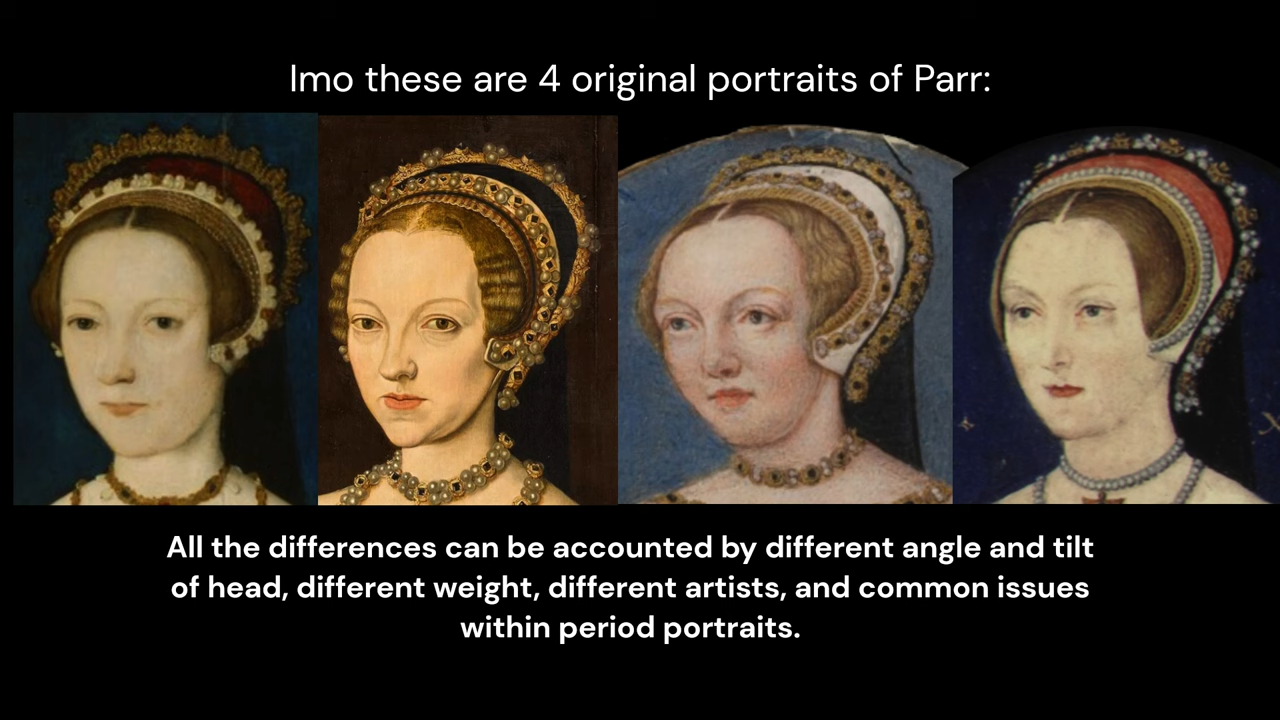 Imo these are 4 original portraits of Parr:
All the differences can be accounted by different angle and tilt
of head, different weight, different artists, and common issues
within period portraits.